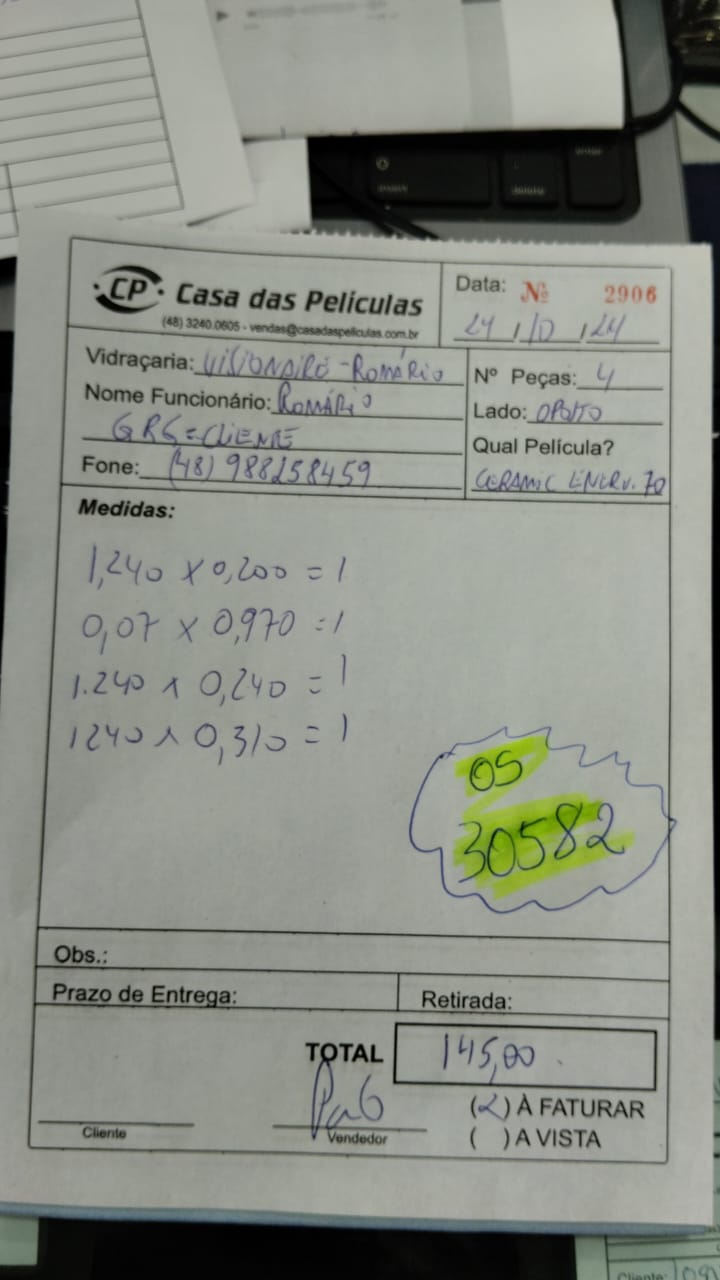 CP Casa das Películas
(48) 3240.0605 - vendas@casadaspeliculas.com.br
Data: Nº 2906
24 / 10 / 24
Vidraçaria: VISIONAIRE - ROMÁRIO
Nome Funcionário: ROMÁRIO
GRS = CLIENTE
Fone: (48) 988258459
Nº Peças: 4
Lado: OPOSTO
Qual Película?
CERAMIC ENERV. 70
Medidas:
1,240 x 0,200 = 1
0,07 x 0,970 = 1
1.240 x 0,240 = 1
1240 x 0,310 = 1
OS
30582
Obs.:
Prazo de Entrega:
Retirada:
TOTAL 145,00
(X) À FATURAR
( ) A VISTA
Cliente
Vendedor
Cliente: